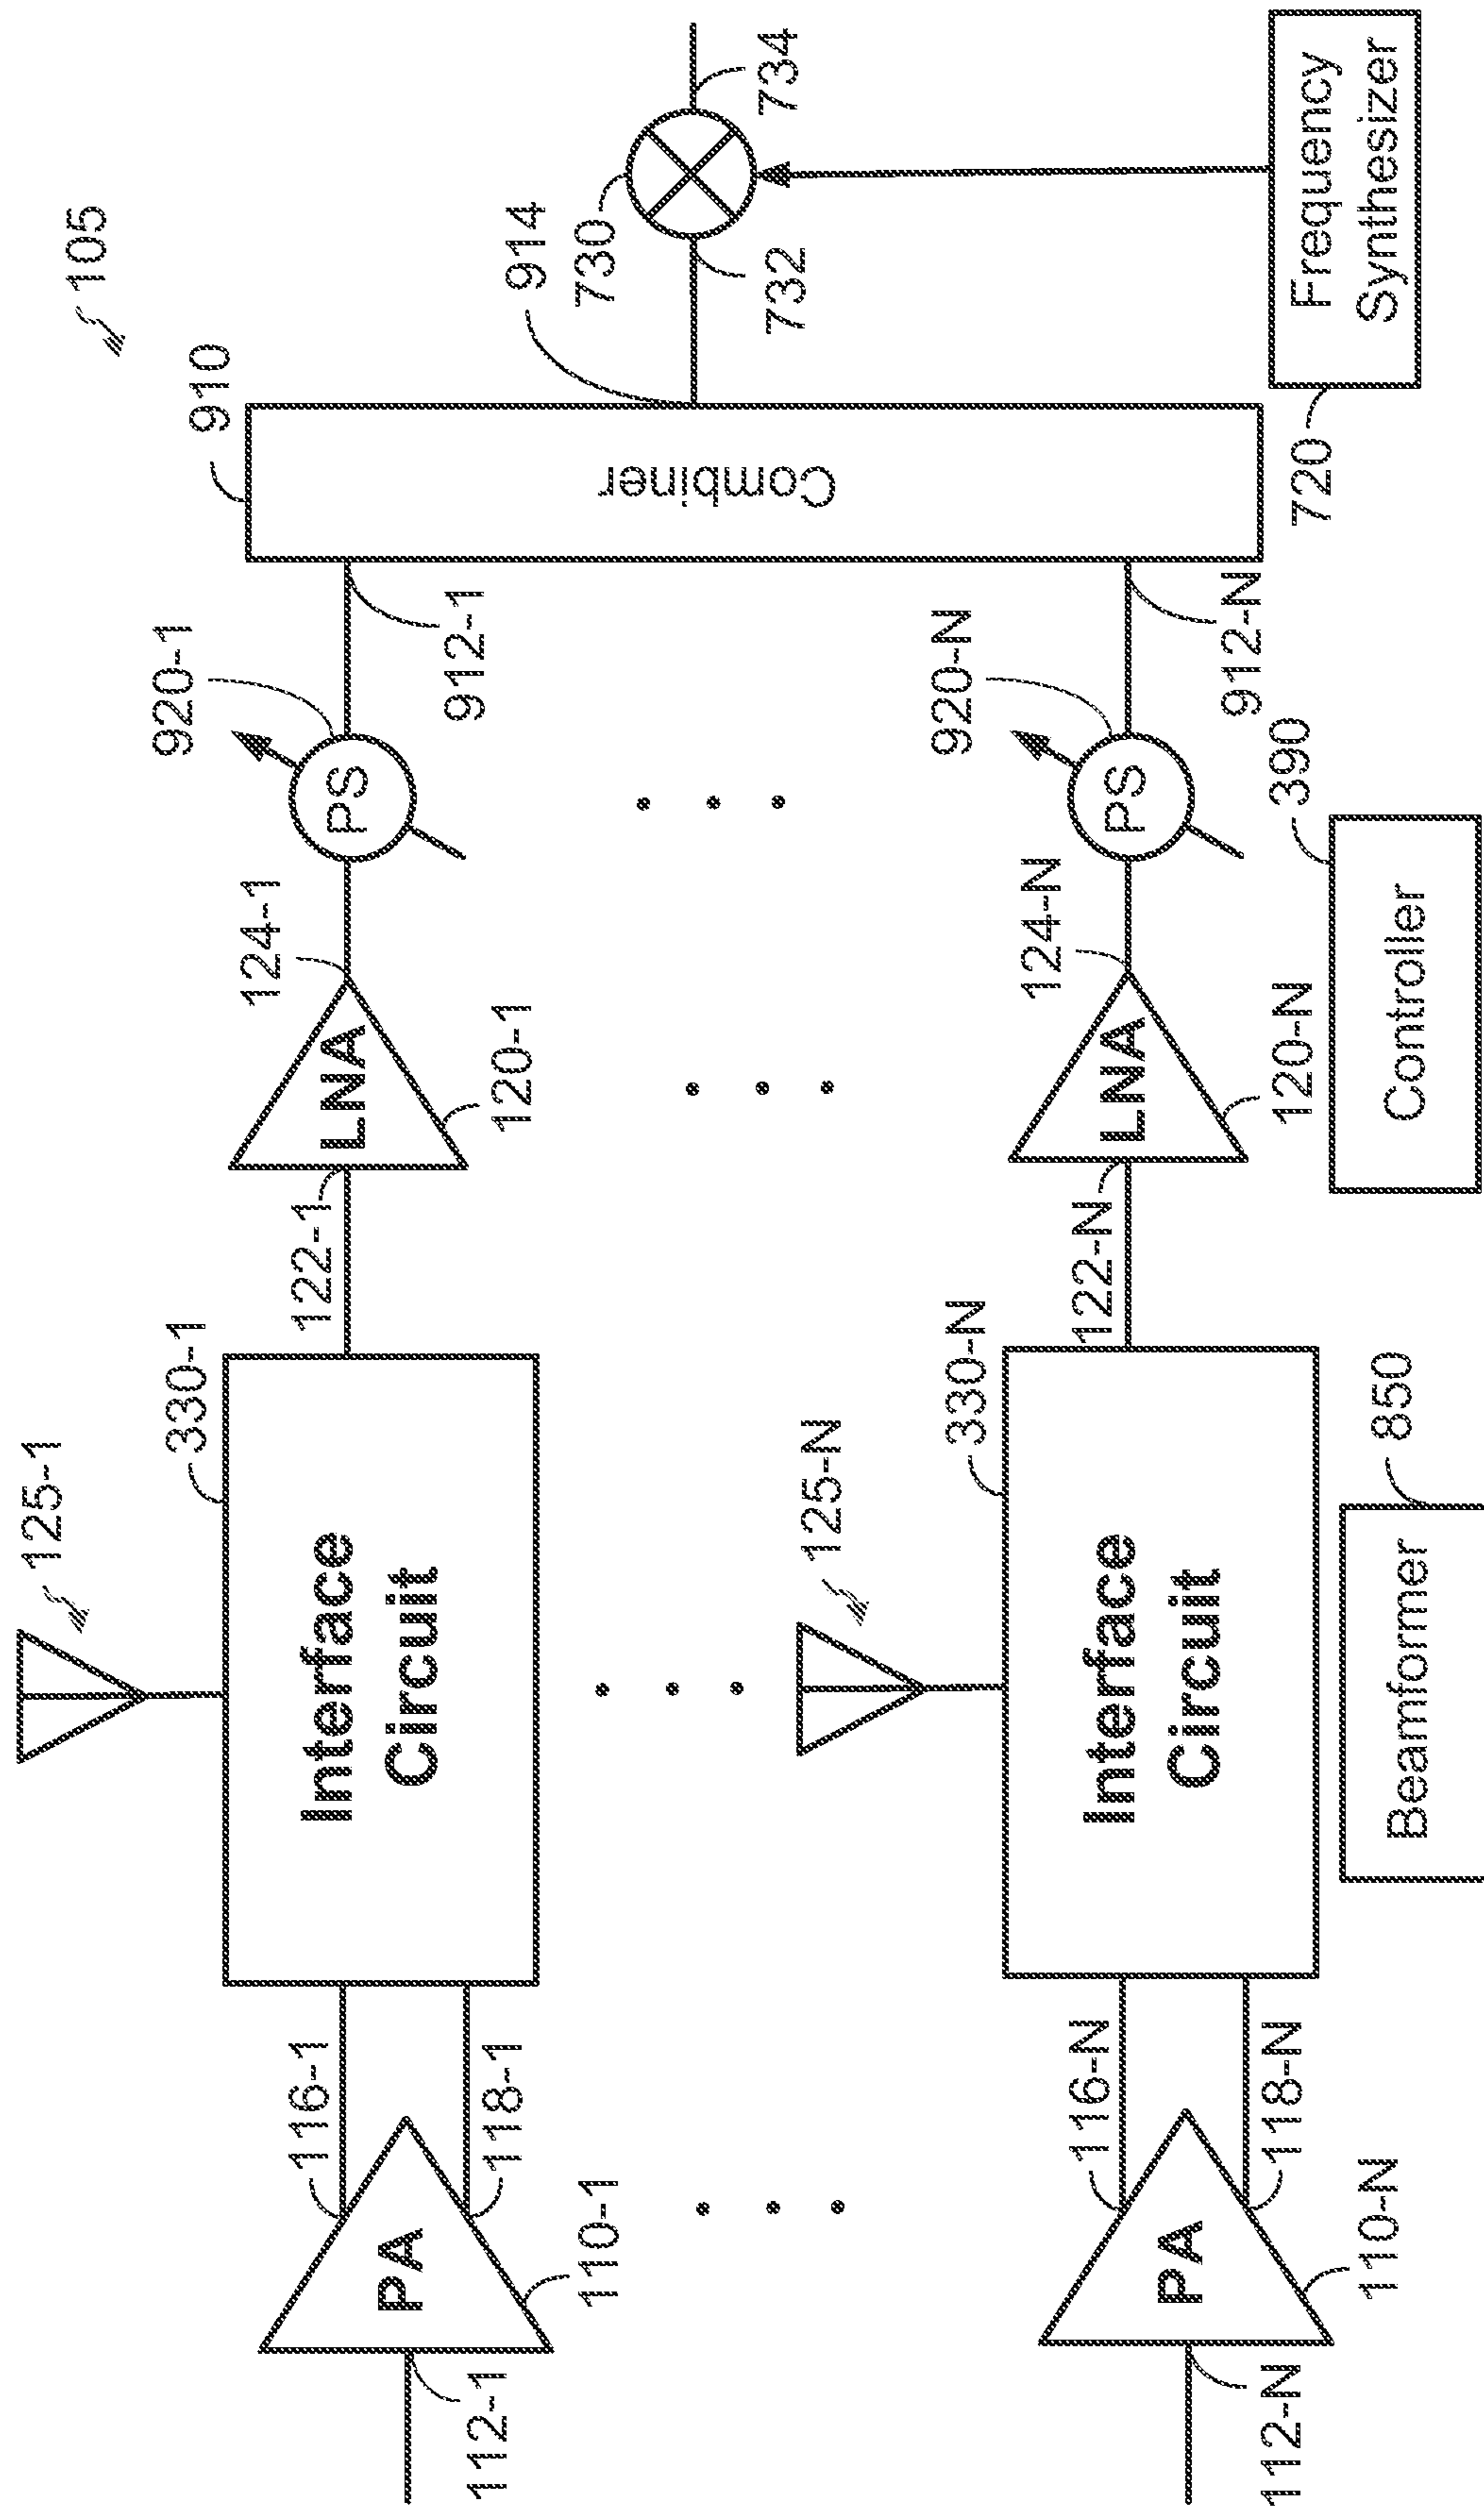 105
125-1
330-1
Interface
Circuit
116-1
118-1
PA
110-1
112-1
122-1
LNA
120-1
124-1
920-1
PS
912-1
910
Combiner
914
730
732
734
125-N
330-N
Interface
Circuit
116-N
118-N
PA
110-N
112-N
122-N
LNA
120-N
124-N
920-N
PS
912-N
Beamformer
850
Controller
390
720
Frequency
Synthesizer